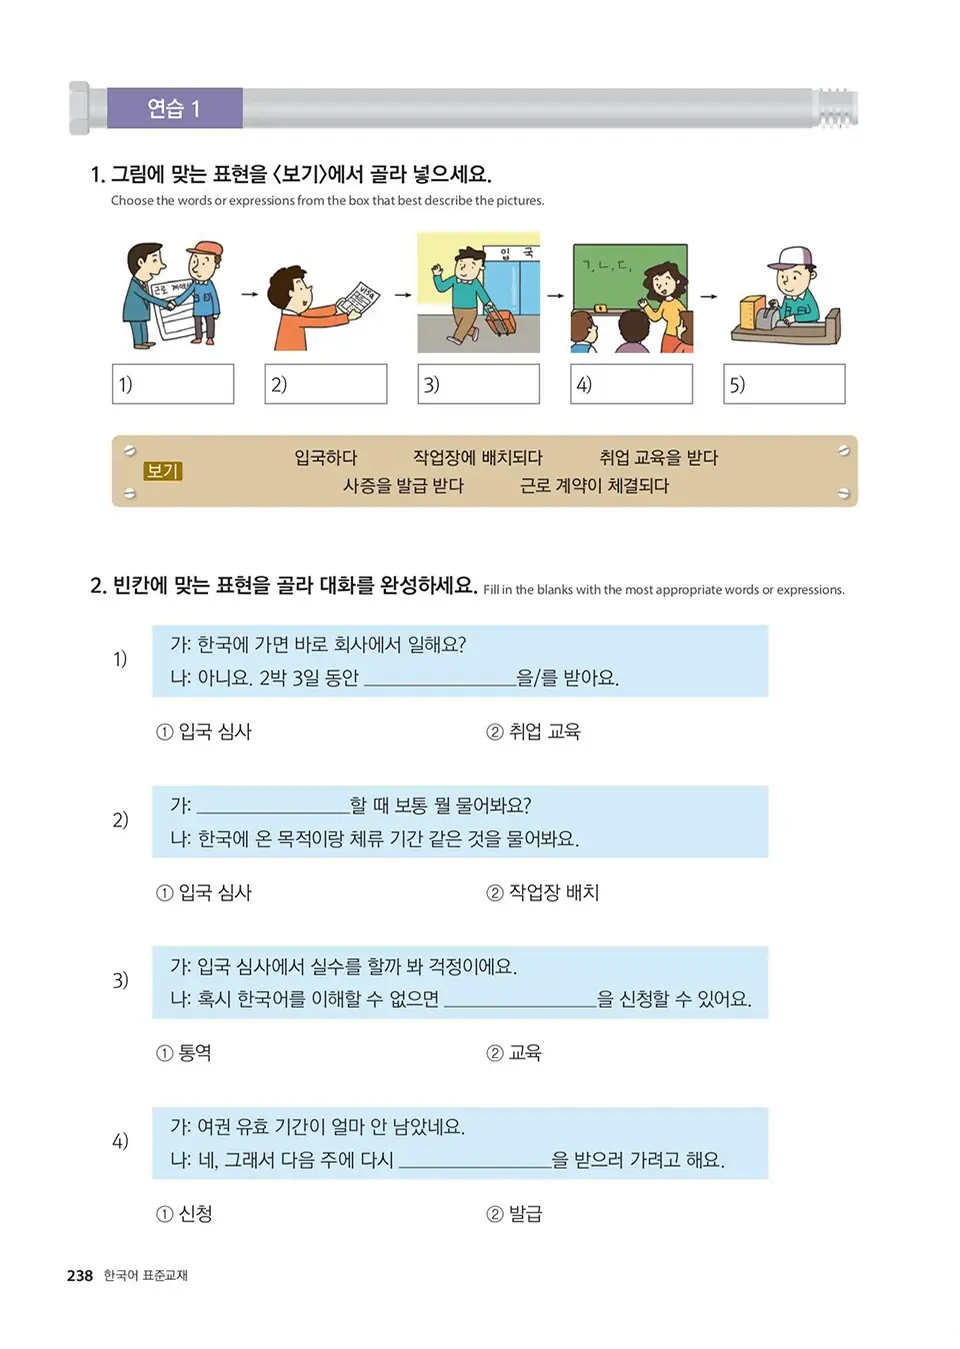 연습 1
1. 그림에 맞는 표현을 〈보기〉에서 골라 넣으세요.
Choose the words or expressions from the box that best describe the pictures.
근로 계약서
visa
입 국
ㄱ, ㄴ, ㄷ,
1) 2) 3) 4) 5)
보기
입국하다 작업장에 배치되다 취업 교육을 받다
사증을 발급 받다 근로 계약이 체결되다
2. 빈칸에 맞는 표현을 골라 대화를 완성하세요. Fill in the blanks with the most appropriate words or expressions.
1)
가: 한국에 가면 바로 회사에서 일해요?
나: 아니요. 2박 3일 동안 ________________을/를 받아요.
① 입국 심사 ② 취업 교육
2)
가: ________________할 때 보통 뭘 물어봐요?
나: 한국에 온 목적이랑 체류 기간 같은 것을 물어봐요.
① 입국 심사 ② 작업장 배치
3)
가: 입국 심사에서 실수를 할까 봐 걱정이에요.
나: 혹시 한국어를 이해할 수 없으면 ________________을 신청할 수 있어요.
① 통역 ② 교육
4)
가: 여권 유효 기간이 얼마 안 남았네요.
나: 네, 그래서 다음 주에 다시 ________________을 받으러 가려고 해요.
① 신청 ② 발급
238 한국어 표준교재